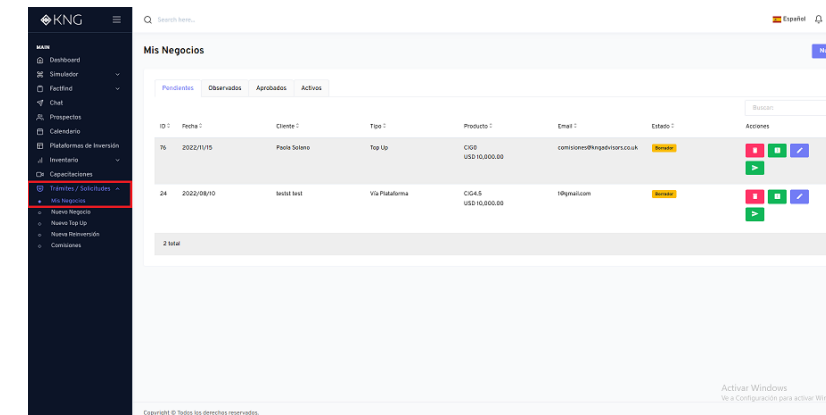 KNG
Search here...
Español
MAIN
Dashboard
Simulador
Factfind
Chat
Prospectos
Calendario
Plataformas de Inversión
Inventario
Capacitaciones
Trámites / Solicitudes
Mis Negocios
Nuevo Negocio
Nuevo Top Up
Nueva Reinversión
Comisiones
Mis Negocios
Pendientes Observados Aprobados Activos
Buscar:
ID Fecha Cliente Tipo Producto Email Estado Acciones
76 2022/11/15 Paola Solano Top Up CIG0 comisiones@kngadvisors.co.uk Borrador
USD 10,000.00
24 2022/08/10 testst test Vía Plataforma CIG4.5 t@gmail.com Borrador
USD 10,000.00
2 total
Activar Windows
Ve a Configuración para activar
Copyright © Todos los derechos reservados.